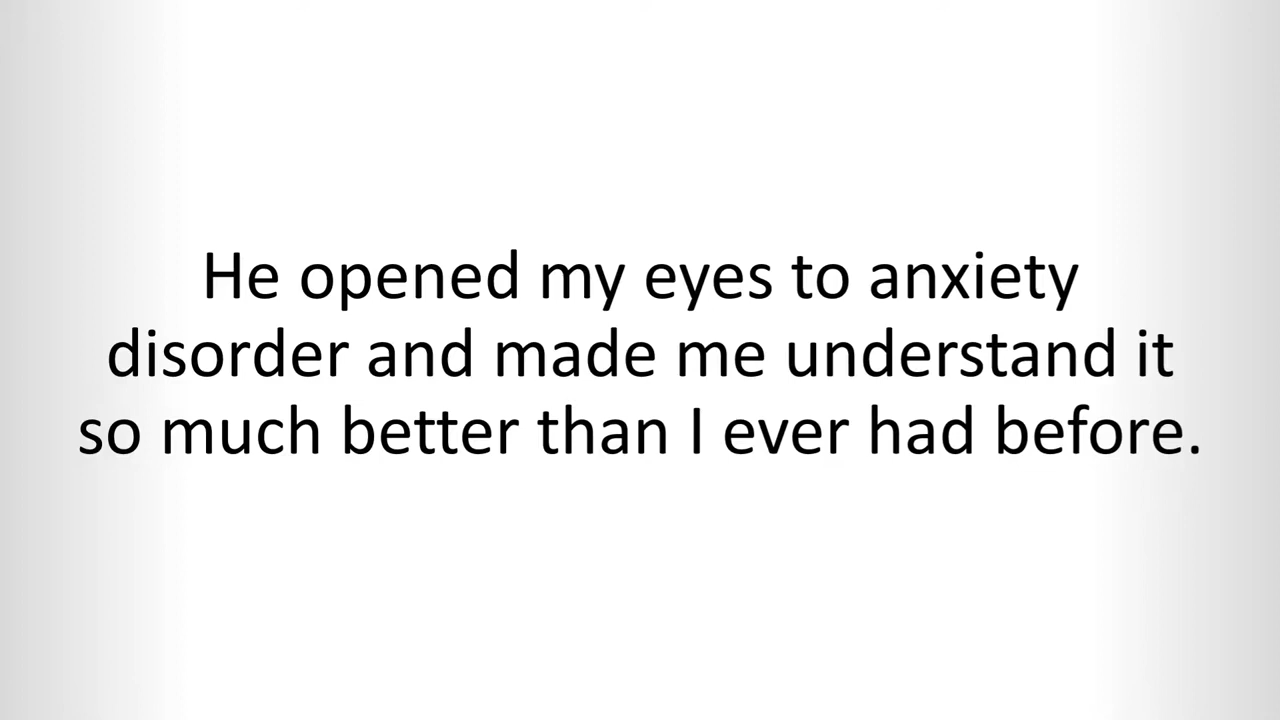 He opened my eyes to anxiety
disorder and made me understand it
so much better than I ever had before.